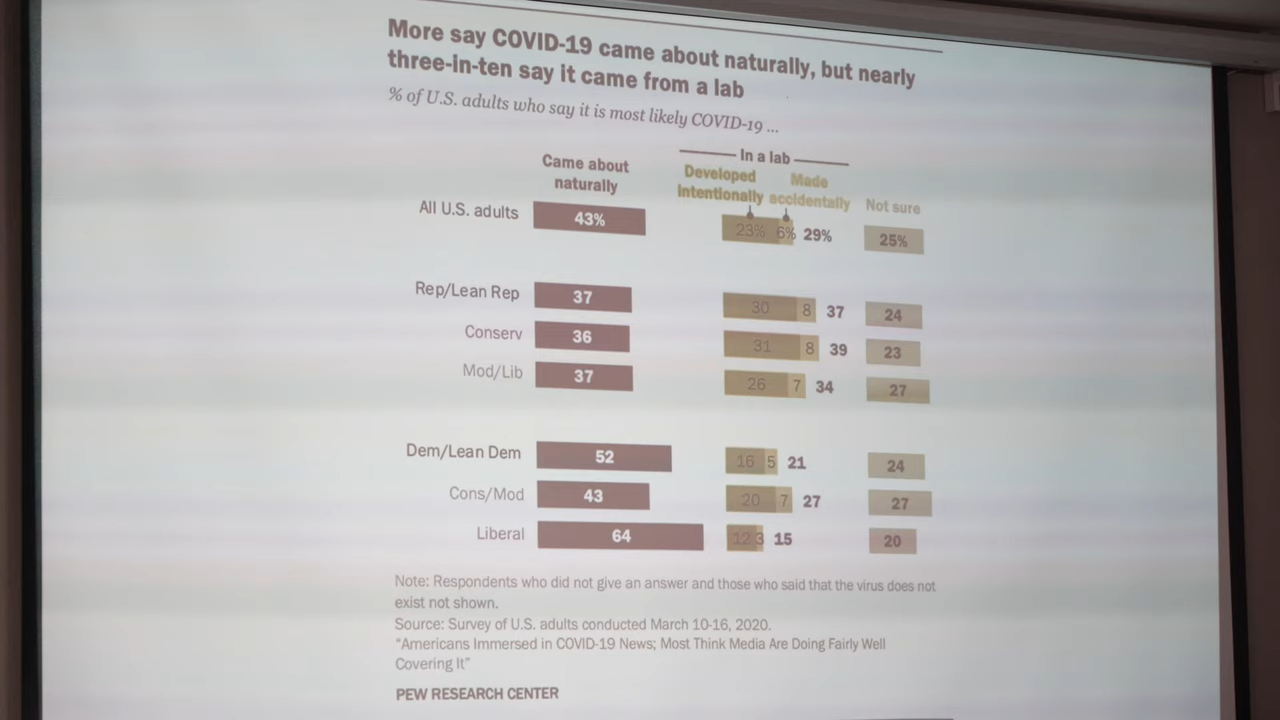 More say COVID-19 came about naturally, but nearly
three-in-ten say it came from a lab
% of U.S. adults who say it is most likely COVID-19 ...
Came about
naturally
In a lab
Developed
Intentionally
Made
accidentally
Not sure
All U.S. adults 43% 23% 6% 29% 25%
Rep/Lean Rep 37 30 8 37 24
Conserv 36 31 8 39 23
Mod/Lib 37 26 7 34 27
Dem/Lean Dem 52 16 5 21 24
Cons/Mod 43 20 7 27 27
Liberal 64 12 3 15 20
Note: Respondents who did not give an answer and those who said that the virus does not
exist not shown.
Source: Survey of U.S. adults conducted March 10-16, 2020.
"Americans Immersed in COVID-19 News; Most Think Media Are Doing Fairly Well
Covering It"
PEW RESEARCH CENTER